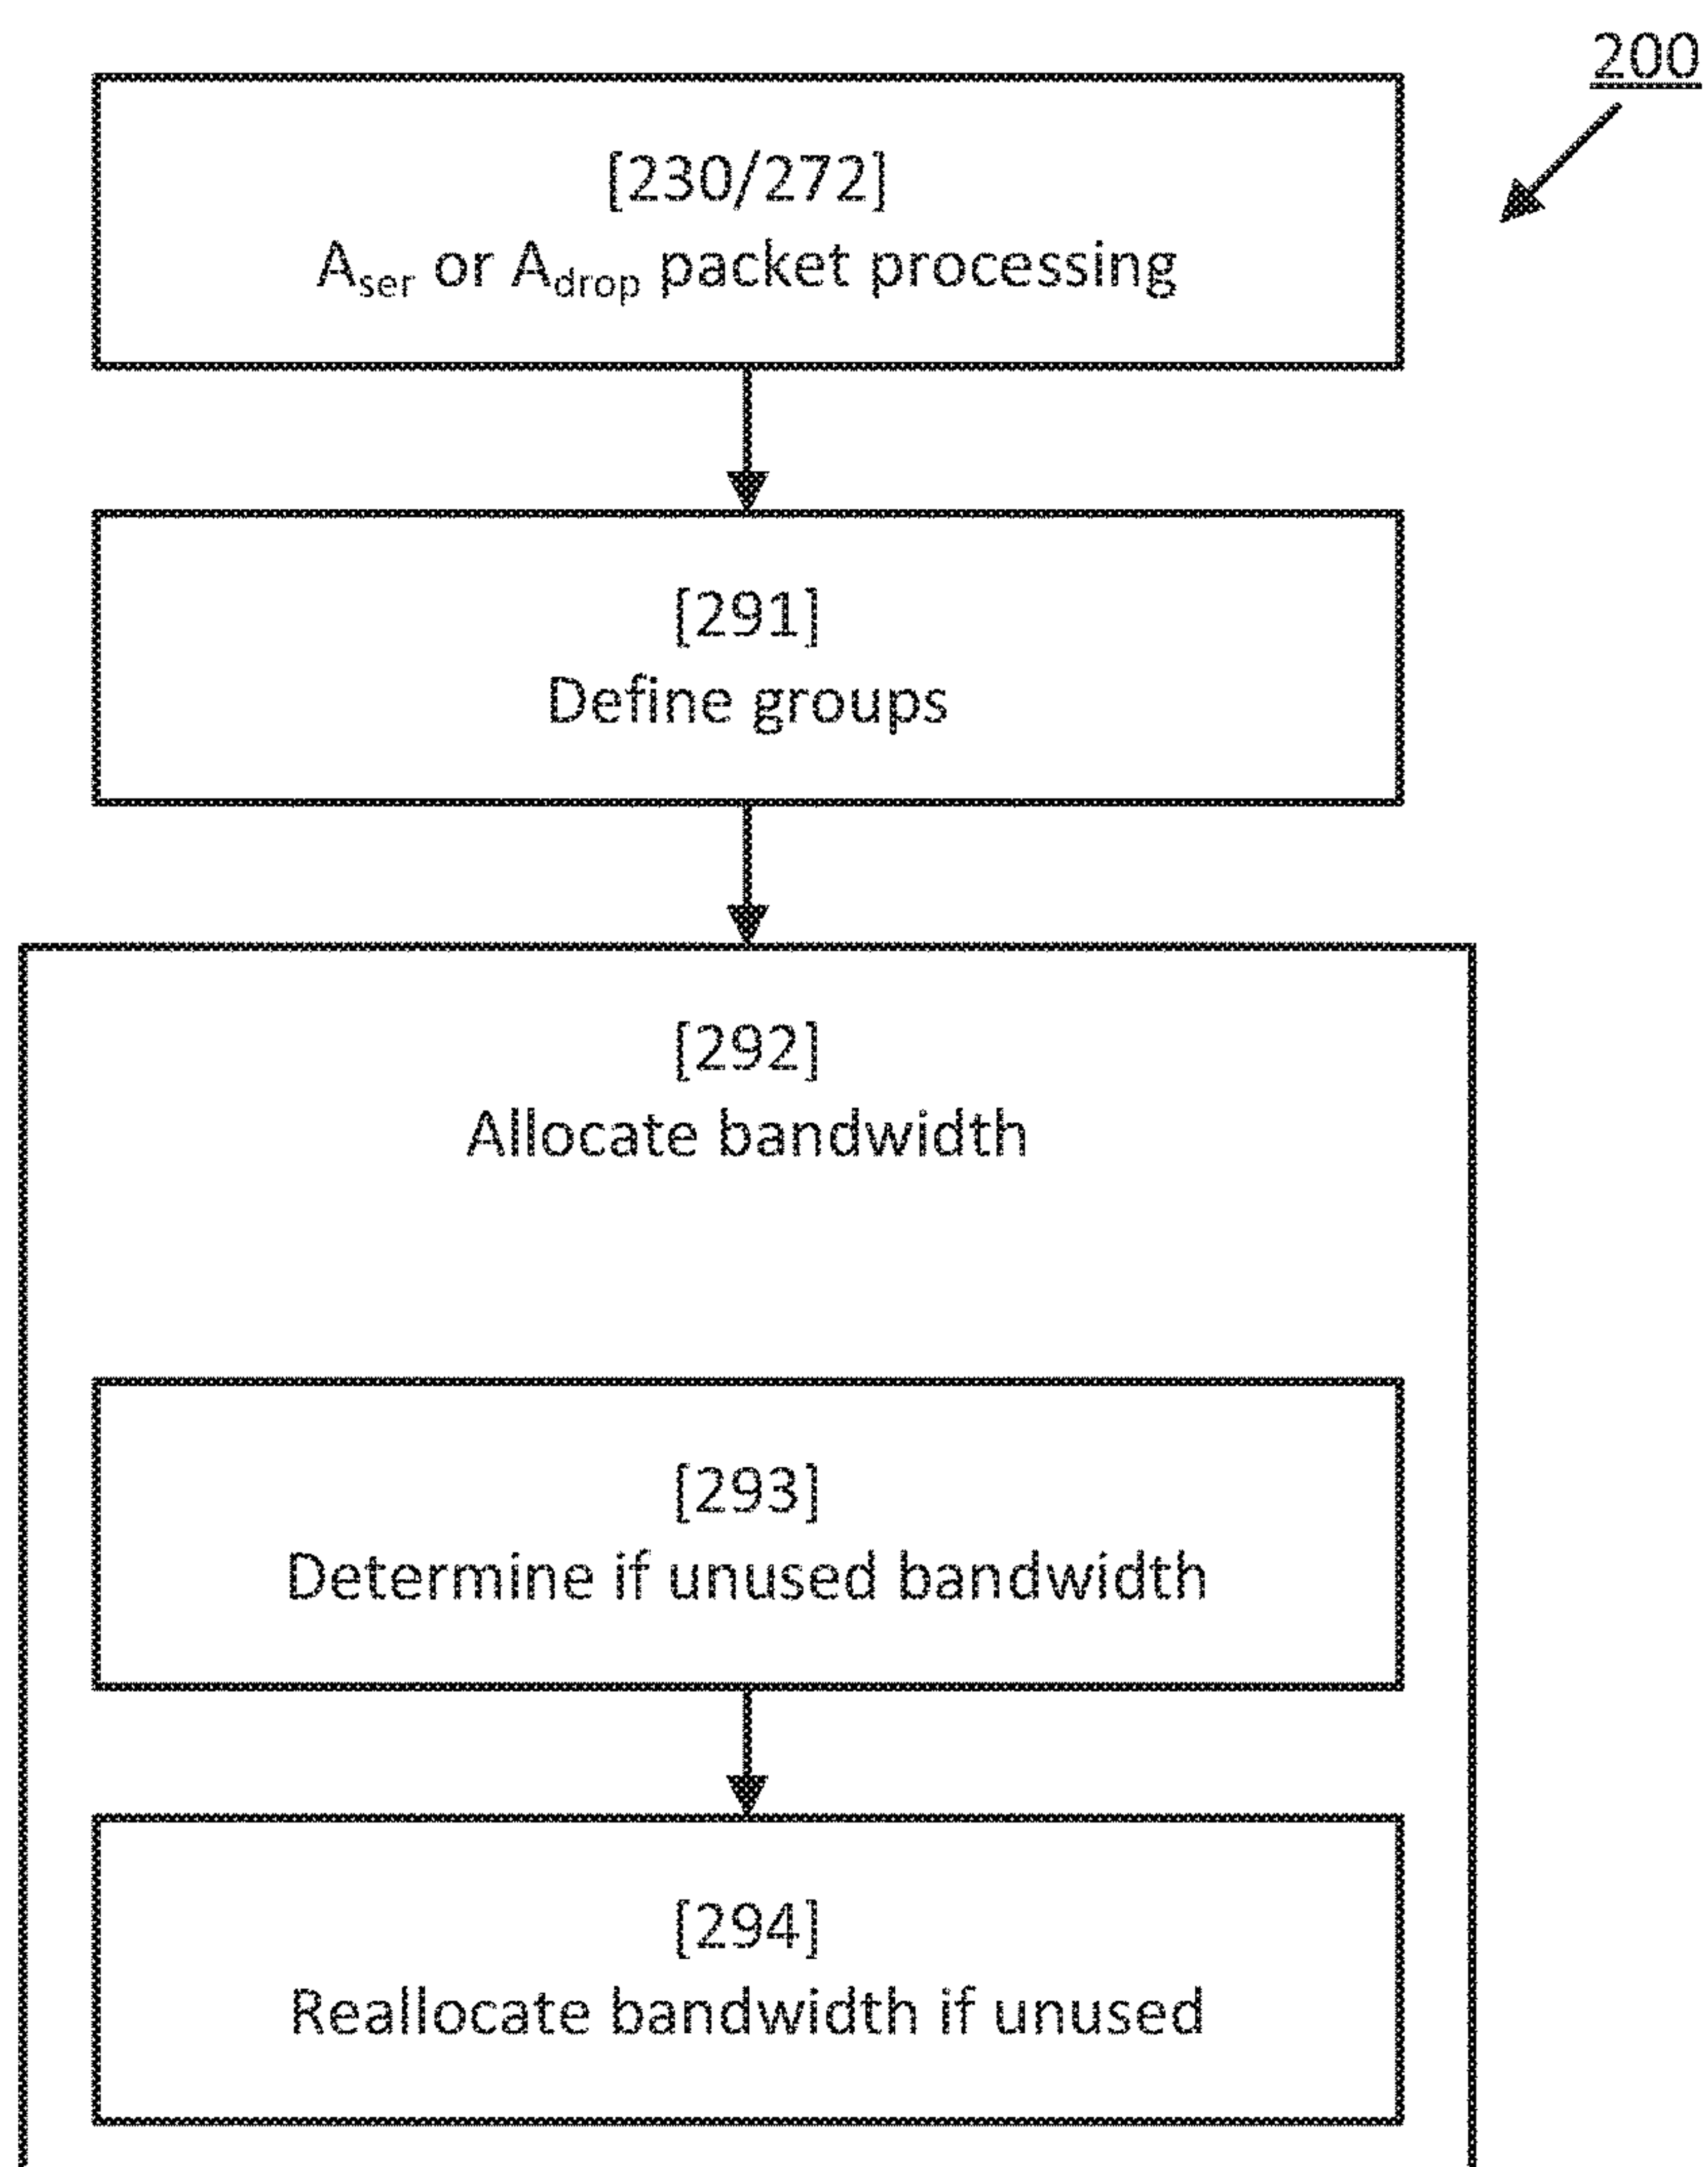 200
[230/272]
Aser or Adrop packet processing
[291]
Define groups
[292]
Allocate bandwidth
[293]
Determine if unused bandwidth
[294]
Reallocate bandwidth if unused